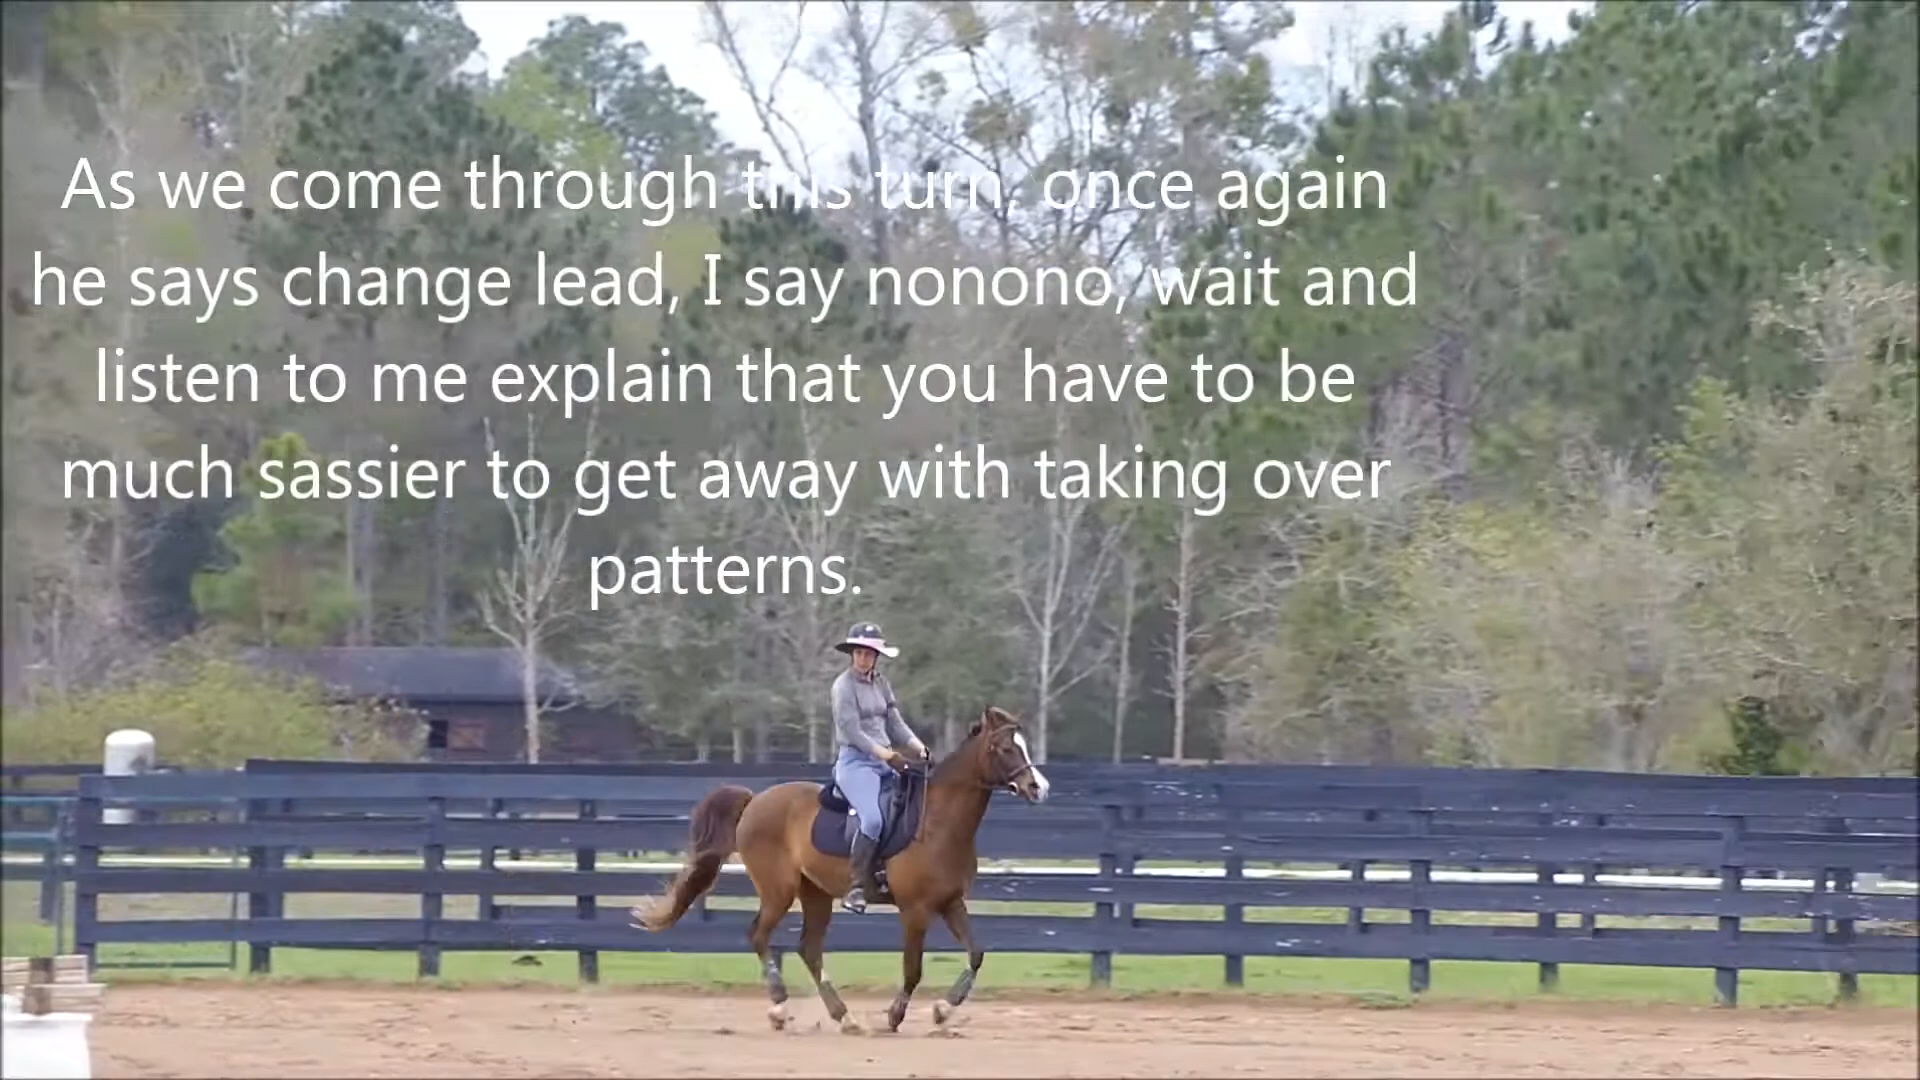 As we come through this turn, once again
he says change lead, I say nonono, wait and
listen to me explain that you have to be
much sassier to get away with taking over
patterns.